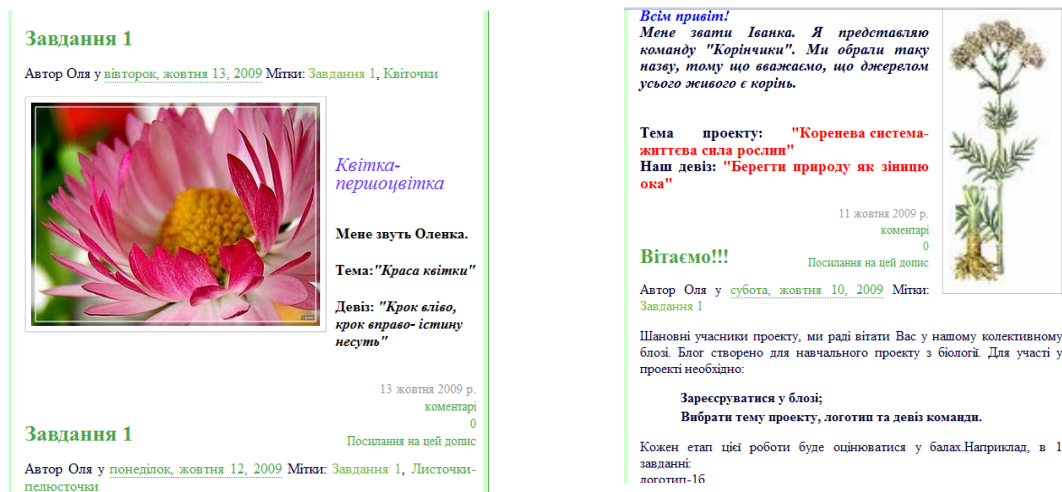 Завдання 1
Автор Оля у вівторок, жовтня 13, 2009 Мітки: Завдання 1, Квіточки
Квітка-
першоцвітка
Мене звуть Оленка.
Тема:"Краса квітки"
Девіз: "Крок вліво,
крок вправо- істину
несуть"
13 жовтня 2009 р.
коментарі
0
Посилання на цей допис
Завдання 1
Автор Оля у понеділок, жовтня 12, 2009 Мітки: Завдання 1, Листочки-
пелюсточки
Всім привіт!
Мене звати Іванка. Я представляю
команду "Корінчики". Ми обрали таку
назву, тому що вважаємо, що джерелом
усього живого є корінь.
Тема проекту: "Коренева система-
життєва сила рослин"
Наш девіз: "Берегти природу як зіницю
ока"
11 жовтня 2009 р.
коментарі
0
Посилання на цей допис
Вітаємо!!!
Автор Оля у субота, жовтня 10, 2009 Мітки:
Завдання 1
Шановні учасники проекту, ми раді вітати Вас у нашому колективному
блозі. Блог створено для навчального проекту з біології. Для участі у
проекті необхідно:
Зареєсруватися у блозі;
Вибрати тему проекту, логотип та девіз команди.
Кожен етап цієї роботи буде оцінюватися у балах.Наприклад, в 1
завданні:
логотип-1б